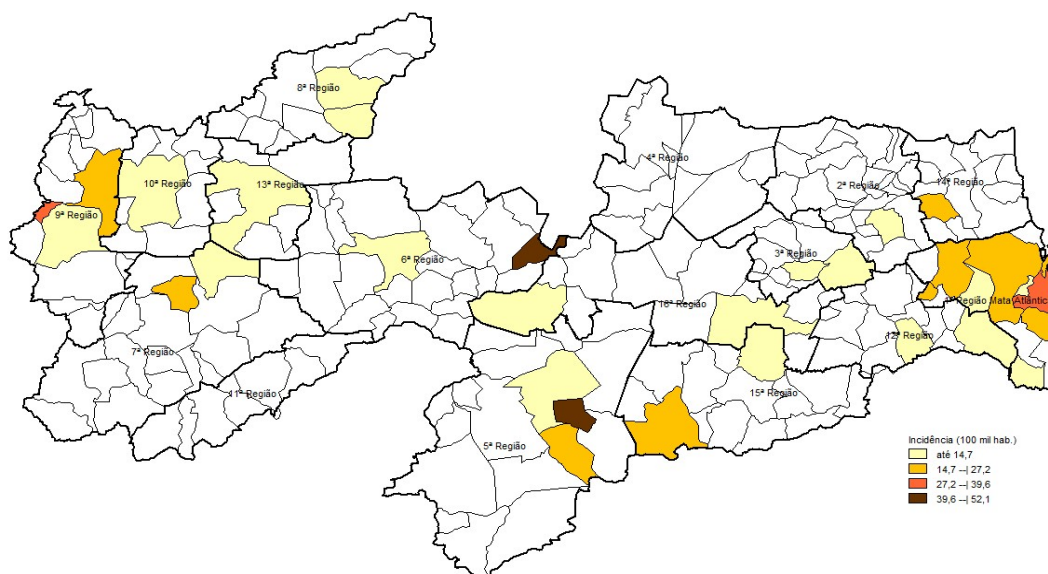 8ª Região
4ª Região
10ª Região
13ª Região
2ª Região
14ª Região
9ª Região
3ª Região
6ª Região
1ª Região Mata Atlântica
16ª Região
12ª Região
7ª Região
11ª Região
15ª Região
5ª Região
Incidência (100 mil hab.)
até 14,7
14,7 --| 27,2
27,2 --| 39,6
39,6 --| 52,1